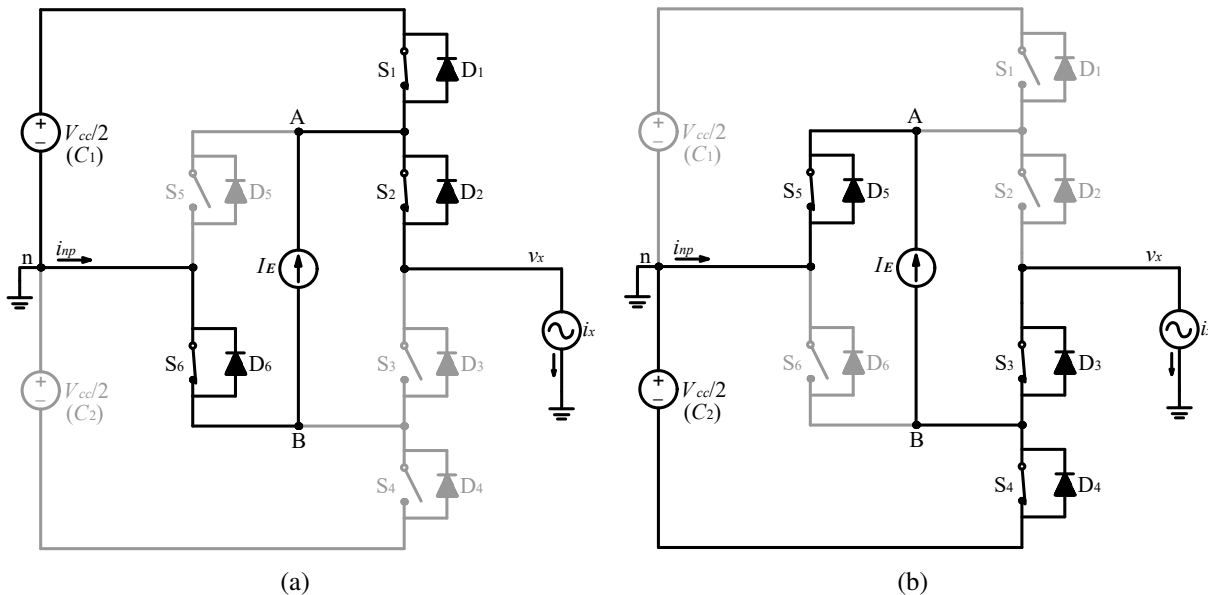 S1
D1
A
Vcc/2
(C1)
S5
D5
S2
D2
n
inp
IE
vx
ix
S6
D6
S3
D3
Vcc/2
(C2)
B
S4
D4
(a)
S1
D1
A
Vcc/2
(C1)
S5
D5
S2
D2
n
inp
IE
vx
S6
D6
S3
D3
Vcc/2
(C2)
B
S4
D4
(b)